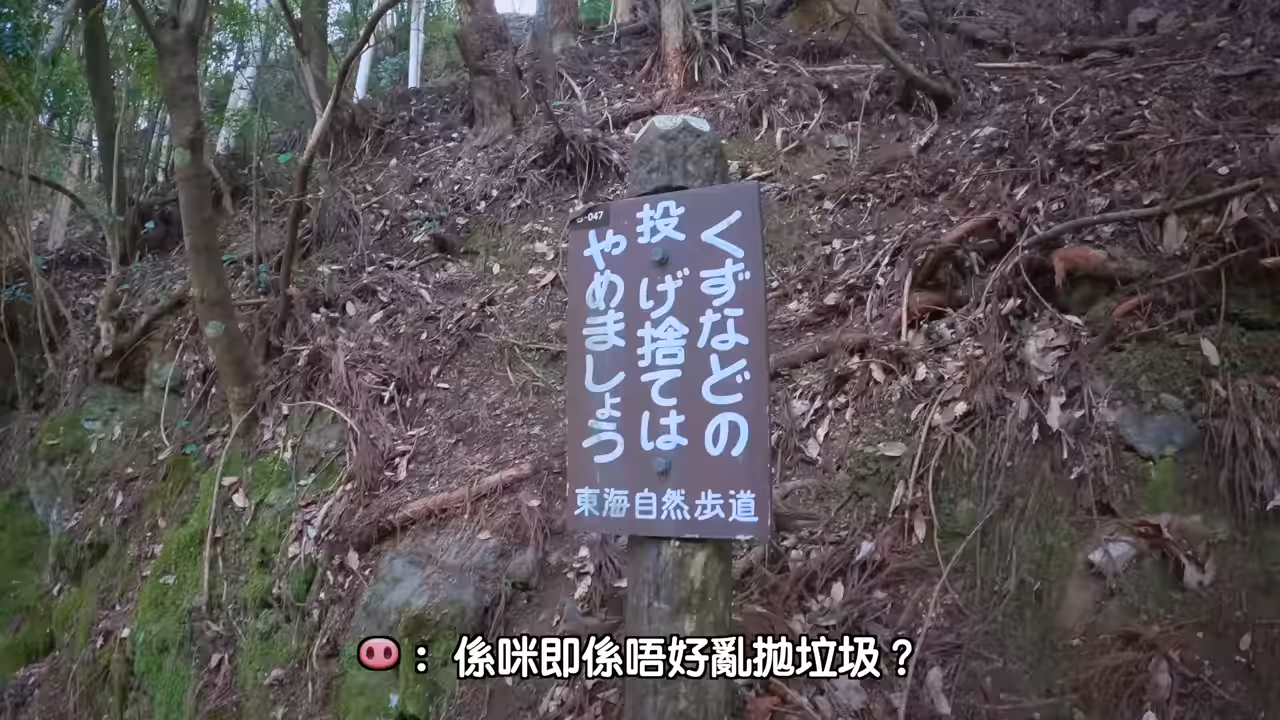 くずなどの
投げ捨ては
やめましょう
東海自然歩道
：係咪即係唔好亂拋垃圾？